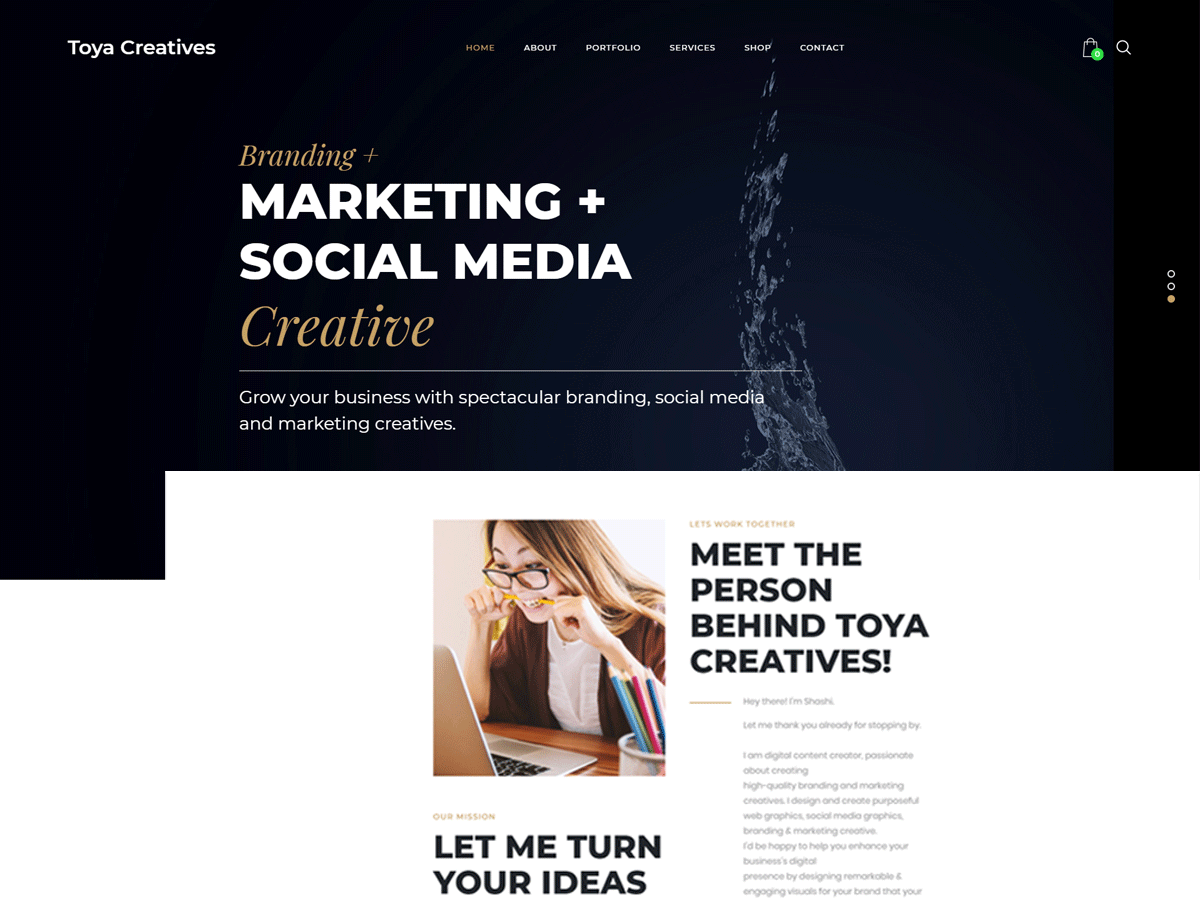 Toya Creatives
HOME ABOUT PORTFOLIO SERVICES SHOP CONTACT
0
Branding +
MARKETING +
SOCIAL MEDIA
Creative
Grow your business with spectacular branding, social media
and marketing creatives.
LETS WORK TOGETHER
MEET THE
PERSON
BEHIND TOYA
CREATIVES!
Hey there! I'm Shashi.
Let me thank you already for stopping by.
I am digital content creator, passionate
about creating
high-quality branding and marketing
creatives. I design and create purposeful
web graphics, social media graphics,
branding & marketing creative.
I'd be happy to help you enhance your
business's digital
presence by designing remarkable &
engaging visuals for your brand that your
OUR MISSION
LET ME TURN
YOUR IDEAS